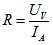 R = U_V / I_A